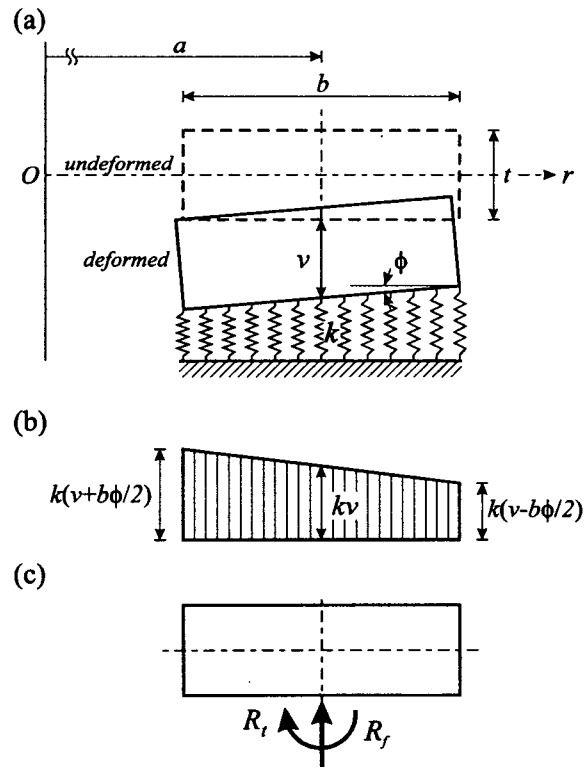 (a)
a
b
undeformed
O
r
t
deformed
v
ϕ
k
(b)
k(v+bϕ/2)
kv
k(v-bϕ/2)
(c)
R_t
R_f